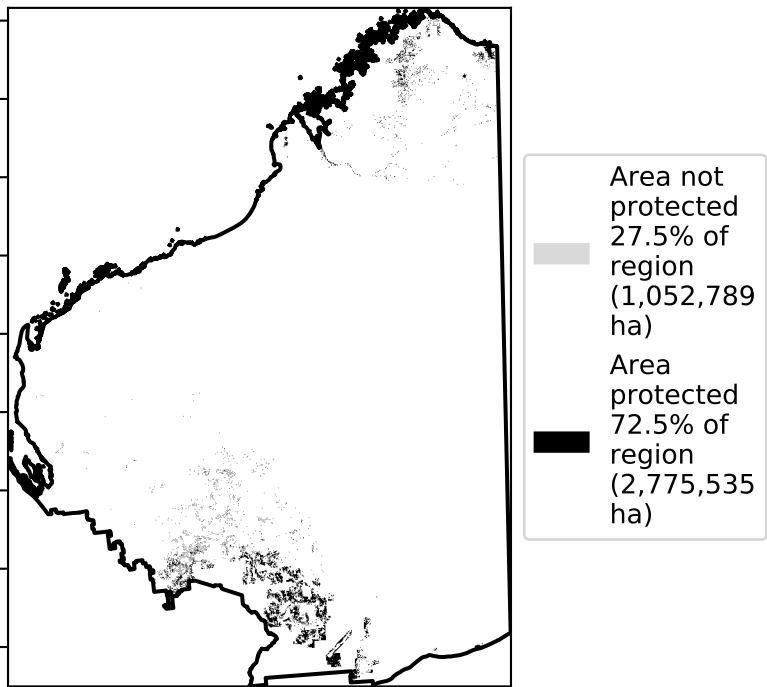 Area not
protected
27.5% of
region
(1,052,789
ha)
Area
protected
72.5% of
region
(2,775,535
ha)